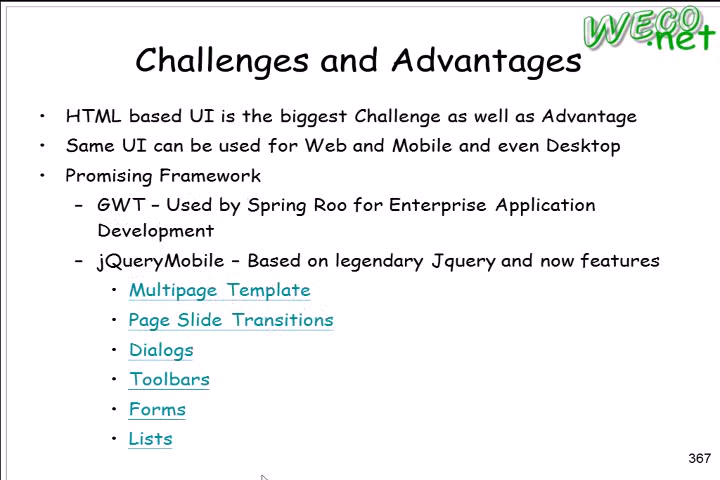 WECO
.net
Challenges and Advantages
• HTML based UI is the biggest Challenge as well as Advantage
• Same UI can be used for Web and Mobile and even Desktop
• Promising Framework
– GWT – Used by Spring Roo for Enterprise Application
Development
– jQueryMobile – Based on legendary Jquery and now features
• Multipage Template
• Page Slide Transitions
• Dialogs
• Toolbars
• Forms
• Lists
367